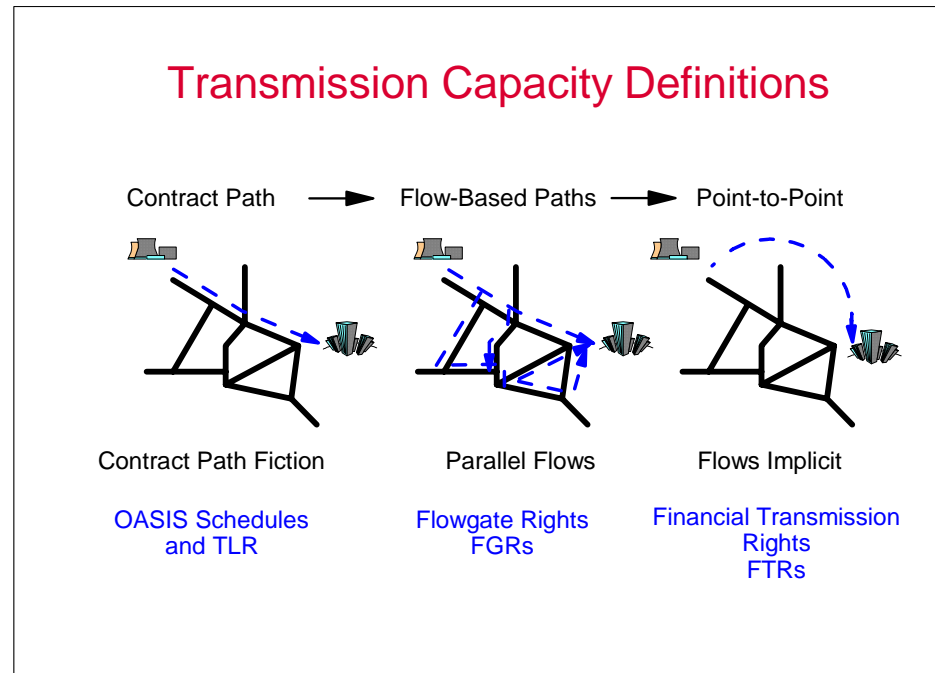 Transmission Capacity Definitions
Contract Path
Flow-Based Paths
Point-to-Point
Contract Path Fiction
Parallel Flows
Flows Implicit
OASIS Schedules
and TLR
Flowgate Rights
FGRs
Financial Transmission
Rights
FTRs